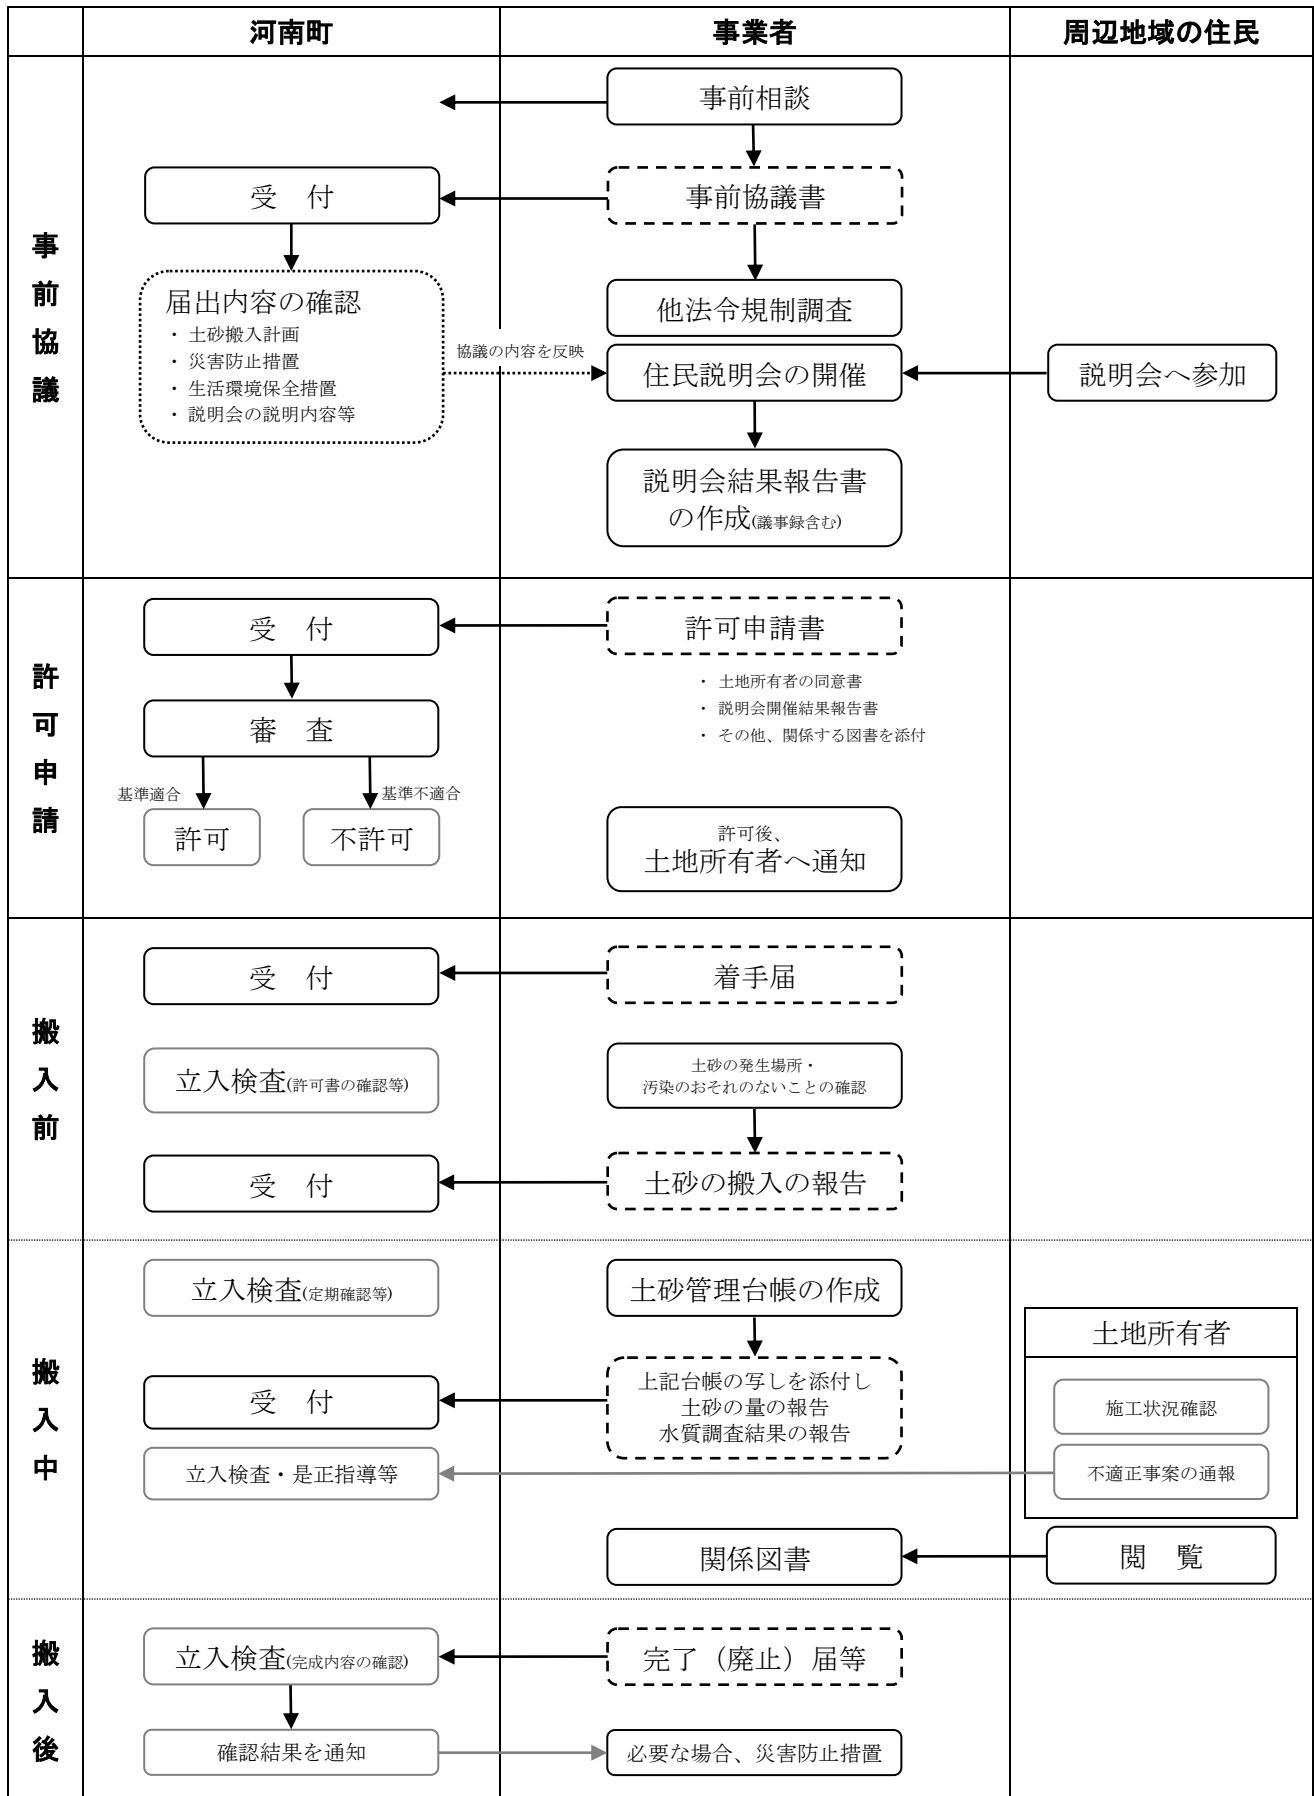 河南町
事業者
周辺地域の住民
事前協議
事前相談
受　付
事前協議書
届出内容の確認
・ 土砂搬入計画
・ 災害防止措置
・ 生活環境保全措置
・ 説明会の説明内容等
協議の内容を反映
他法令規制調査
住民説明会の開催
説明会へ参加
説明会結果報告書
の作成(議事録含む)
許可申請
受　付
許可申請書
・ 土地所有者の同意書
・ 説明会開催結果報告書
・ その他、関係する図書を添付
審　査
基準適合
基準不適合
許可
不許可
許可後、
土地所有者へ通知
搬入前
受　付
着手届
立入検査(許可書の確認等)
土砂の発生場所・
汚染のおそれのないことの確認
受　付
土砂の搬入の報告
搬入中
立入検査(定期確認等)
土砂管理台帳の作成
土地所有者
受　付
上記台帳の写しを添付し
土砂の量の報告
水質調査結果の報告
施工状況確認
立入検査・是正指導等
不適正事案の通報
関係図書
閲　覧
搬入後
立入検査(完成内容の確認)
完了（廃止）届等
確認結果を通知
必要な場合、災害防止措置